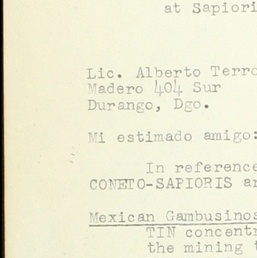 at Sapiori
Lic. Alberto Terro
Madero 404 Sur
Durango, Dgo.
Mi estimado amigo:
In reference
CONETO-SAPIORIS a
Mexican Gambusinos
TIN concentr
the mining t